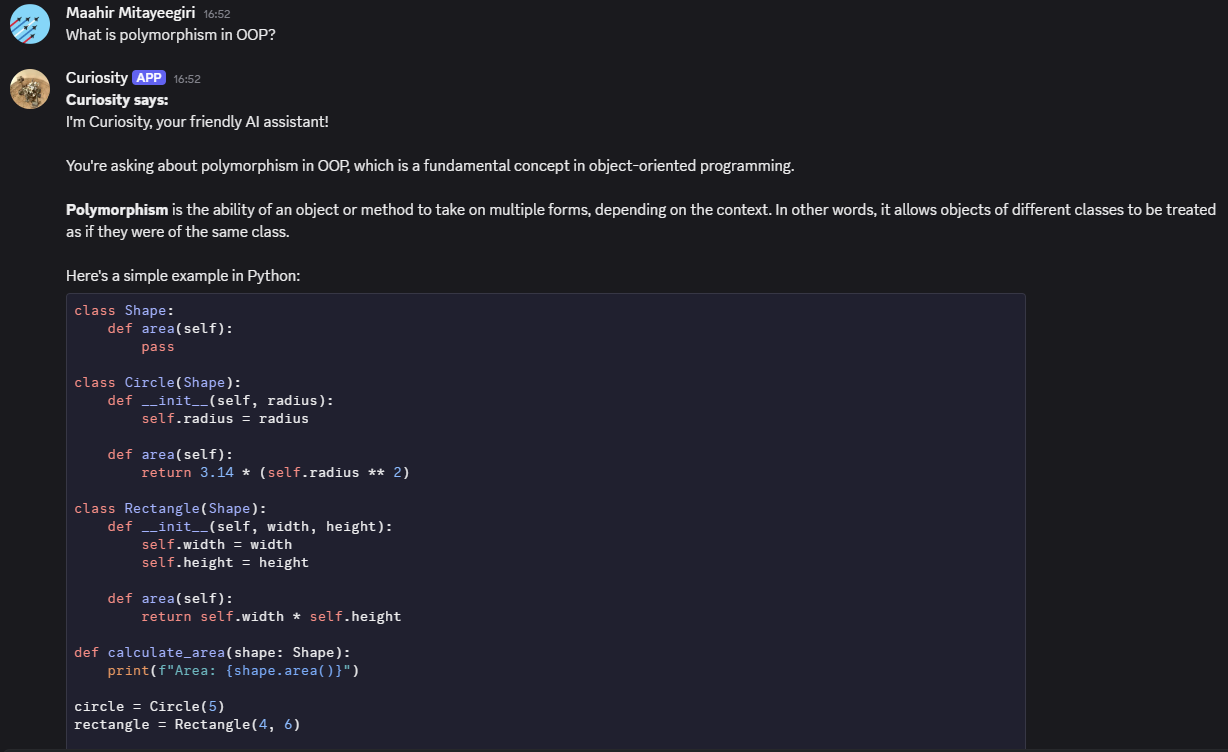 Maahir Mitayeegiri 16:52
What is polymorphism in OOP?
Curiosity APP 16:52
Curiosity says:
I'm Curiosity, your friendly AI assistant!
You're asking about polymorphism in OOP, which is a fundamental concept in object-oriented programming.
Polymorphism is the ability of an object or method to take on multiple forms, depending on the context. In other words, it allows objects of different classes to be treated
as if they were of the same class.
Here's a simple example in Python:
class Shape:
    def area(self):
        pass
class Circle(Shape):
    def __init__(self, radius):
        self.radius = radius
    def area(self):
        return 3.14 * (self.radius ** 2)
class Rectangle(Shape):
    def __init__(self, width, height):
        self.width = width
        self.height = height
    def area(self):
        return self.width * self.height
def calculate_area(shape: Shape):
    print(f"Area: {shape.area()}")
circle = Circle(5)
rectangle = Rectangle(4, 6)